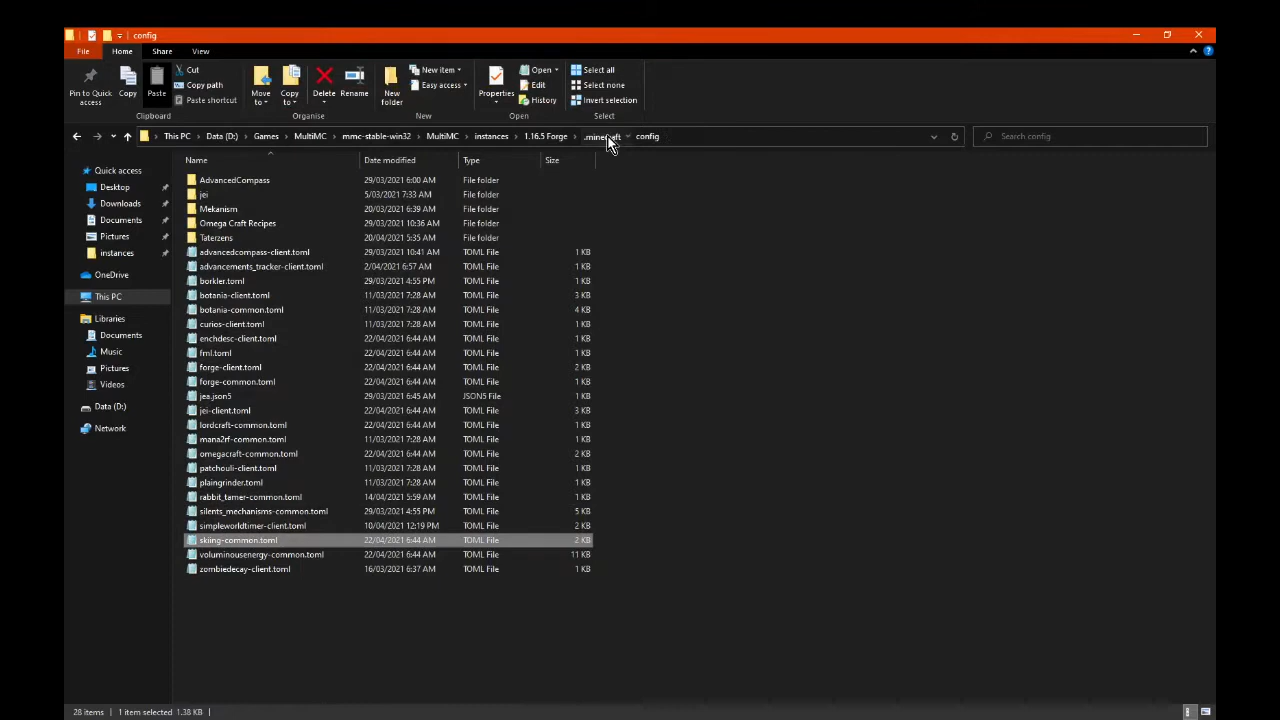 config
File Home Share View
Pin to Quick access
Copy
Paste
Cut
Copy path
Paste shortcut
Clipboard
Move to
Copy to
Delete
Rename
Organise
New folder
New item
Easy access
New
Properties
Open
Edit
History
Open
Select all
Select none
Invert selection
Select
This PC Data (D:) Games MultiMC mmc-stable-win32 MultiMC instances 1.16.5 Forge .minecraft config
Search config
Name Date modified Type Size
Quick access
Desktop
Downloads
Documents
Pictures
instances
OneDrive
This PC
Libraries
Documents
Music
Pictures
Videos
Data (D:)
Network
AdvancedCompass 29/03/2021 6:00 AM File folder
jei 5/03/2021 7:33 AM File folder
Mekanism 20/03/2021 6:39 AM File folder
Omega Craft Recipes 29/03/2021 10:36 AM File folder
Taterzens 20/04/2021 5:35 AM File folder
advancedcompass-client.toml 29/03/2021 10:41 AM TOML File 1 KB
advancements_tracker-client.toml 2/04/2021 6:57 AM TOML File 1 KB
borkler.toml 29/03/2021 4:55 PM TOML File 1 KB
botania-client.toml 11/03/2021 7:28 AM TOML File 3 KB
botania-common.toml 11/03/2021 7:28 AM TOML File 4 KB
curios-client.toml 11/03/2021 7:28 AM TOML File 1 KB
enchdesc-client.toml 22/04/2021 6:44 AM TOML File 1 KB
fml.toml 22/04/2021 6:44 AM TOML File 1 KB
forge-client.toml 22/04/2021 6:44 AM TOML File 2 KB
forge-common.toml 22/04/2021 6:44 AM TOML File 1 KB
jea.json5 29/03/2021 6:45 AM JSON5 File 1 KB
jei-client.toml 22/04/2021 6:44 AM TOML File 3 KB
lordcraft-common.toml 22/04/2021 6:44 AM TOML File 1 KB
mana2rf-common.toml 11/03/2021 7:28 AM TOML File 1 KB
omegacraft-common.toml 22/04/2021 6:44 AM TOML File 2 KB
patchouli-client.toml 11/03/2021 7:28 AM TOML File 1 KB
plaingrinder.toml 11/03/2021 7:28 AM TOML File 1 KB
rabbit_tamer-common.toml 14/04/2021 5:59 AM TOML File 1 KB
silents_mechanisms-common.toml 29/03/2021 4:55 PM TOML File 5 KB
simpleworldtimer-client.toml 10/04/2021 12:19 PM TOML File 2 KB
skiing-common.toml 22/04/2021 6:44 AM TOML File 2 KB
voluminousenergy-common.toml 22/04/2021 6:44 AM TOML File 11 KB
zombiedecay-client.toml 16/03/2021 6:37 AM TOML File 1 KB
28 items 1 item selected 1.38 KB